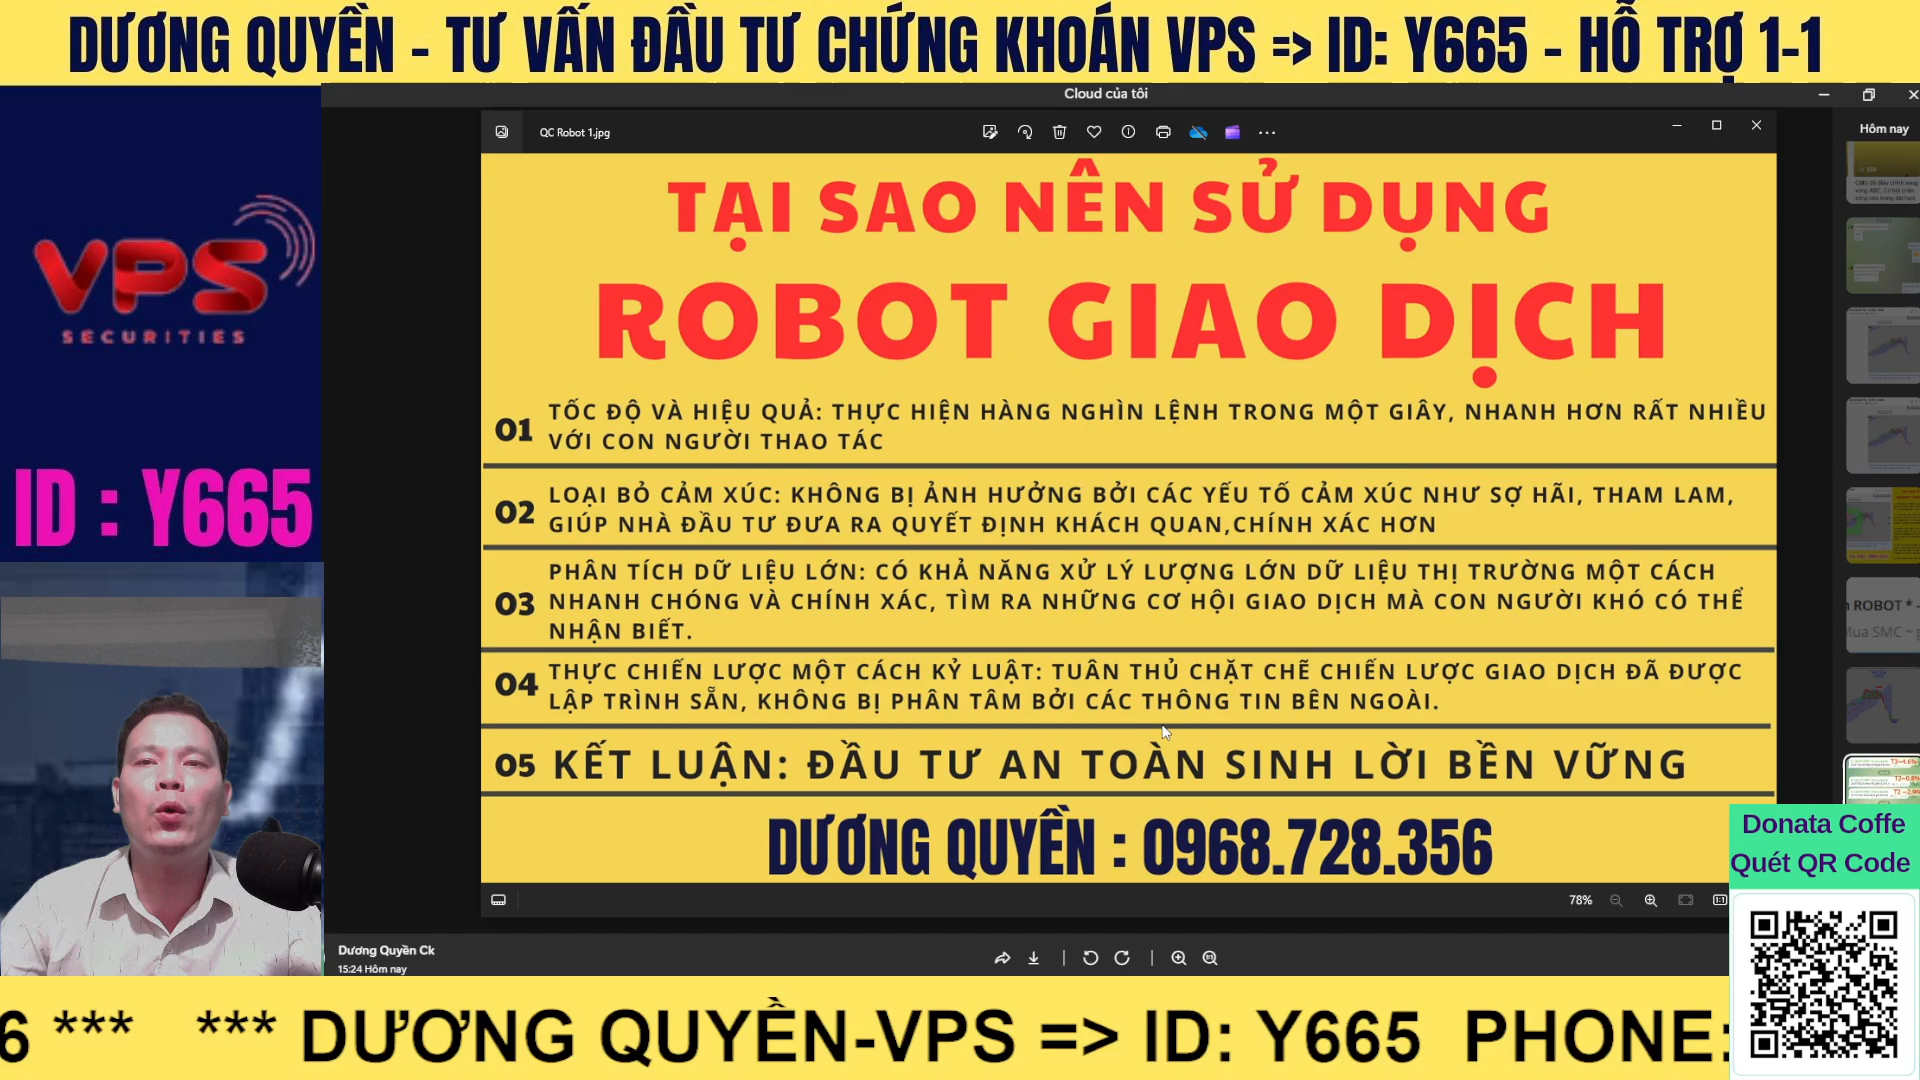 DƯƠNG QUYỀN - TƯ VẤN ĐẦU TƯ CHỨNG KHOÁN VPS => ID: Y665 - HỖ TRỢ 1-1
Cloud của tôi
QC Robot 1.jpg
Hôm nay
VPS
SECURITIES
ID : Y665
TẠI SAO NÊN SỬ DỤNG
ROBOT GIAO DỊCH
01 TỐC ĐỘ VÀ HIỆU QUẢ: THỰC HIỆN HÀNG NGHÌN LỆNH TRONG MỘT GIÂY, NHANH HƠN RẤT NHIỀU
VỚI CON NGƯỜI THAO TÁC
02 LOẠI BỎ CẢM XÚC: KHÔNG BỊ ẢNH HƯỞNG BỞI CÁC YẾU TỐ CẢM XÚC NHƯ SỢ HÃI, THAM LAM,
GIÚP NHÀ ĐẦU TƯ ĐƯA RA QUYẾT ĐỊNH KHÁCH QUAN,CHÍNH XÁC HƠN
03 PHÂN TÍCH DỮ LIỆU LỚN: CÓ KHẢ NĂNG XỬ LÝ LƯỢNG LỚN DỮ LIỆU THỊ TRƯỜNG MỘT CÁCH
NHANH CHÓNG VÀ CHÍNH XÁC, TÌM RA NHỮNG CƠ HỘI GIAO DỊCH MÀ CON NGƯỜI KHÓ CÓ THỂ
NHẬN BIẾT.
04 THỰC CHIẾN LƯỢC MỘT CÁCH KỶ LUẬT: TUÂN THỦ CHẶT CHẼ CHIẾN LƯỢC GIAO DỊCH ĐÃ ĐƯỢC
LẬP TRÌNH SẴN, KHÔNG BỊ PHÂN TÂM BỞI CÁC THÔNG TIN BÊN NGOÀI.
05 KẾT LUẬN: ĐẦU TƯ AN TOÀN SINH LỜI BỀN VỮNG
DƯƠNG QUYỀN : 0968.728.356
ROBOT * -
Mua SMC ~
78%
Donata Coffe
Quét QR Code
Dương Quyền Ck
15:24 Hôm nay
6 *** *** DƯƠNG QUYỀN-VPS => ID: Y665 PHONE: